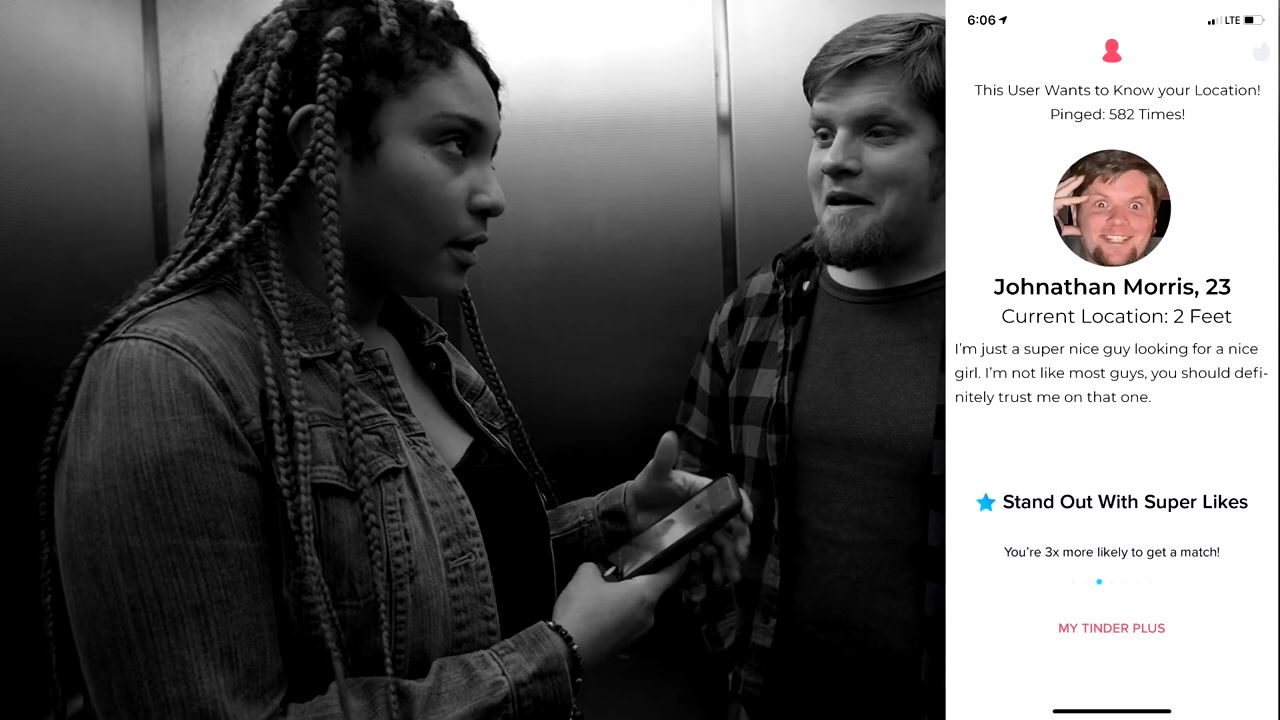 6:06
LTE
This User Wants to Know your Location!
Pinged: 582 Times!
Johnathan Morris, 23
Current Location: 2 Feet
I'm just a super nice guy looking for a nice
girl. I'm not like most guys, you should defi-
nitely trust me on that one.
Stand Out With Super Likes
You're 3x more likely to get a match!
MY TINDER PLUS